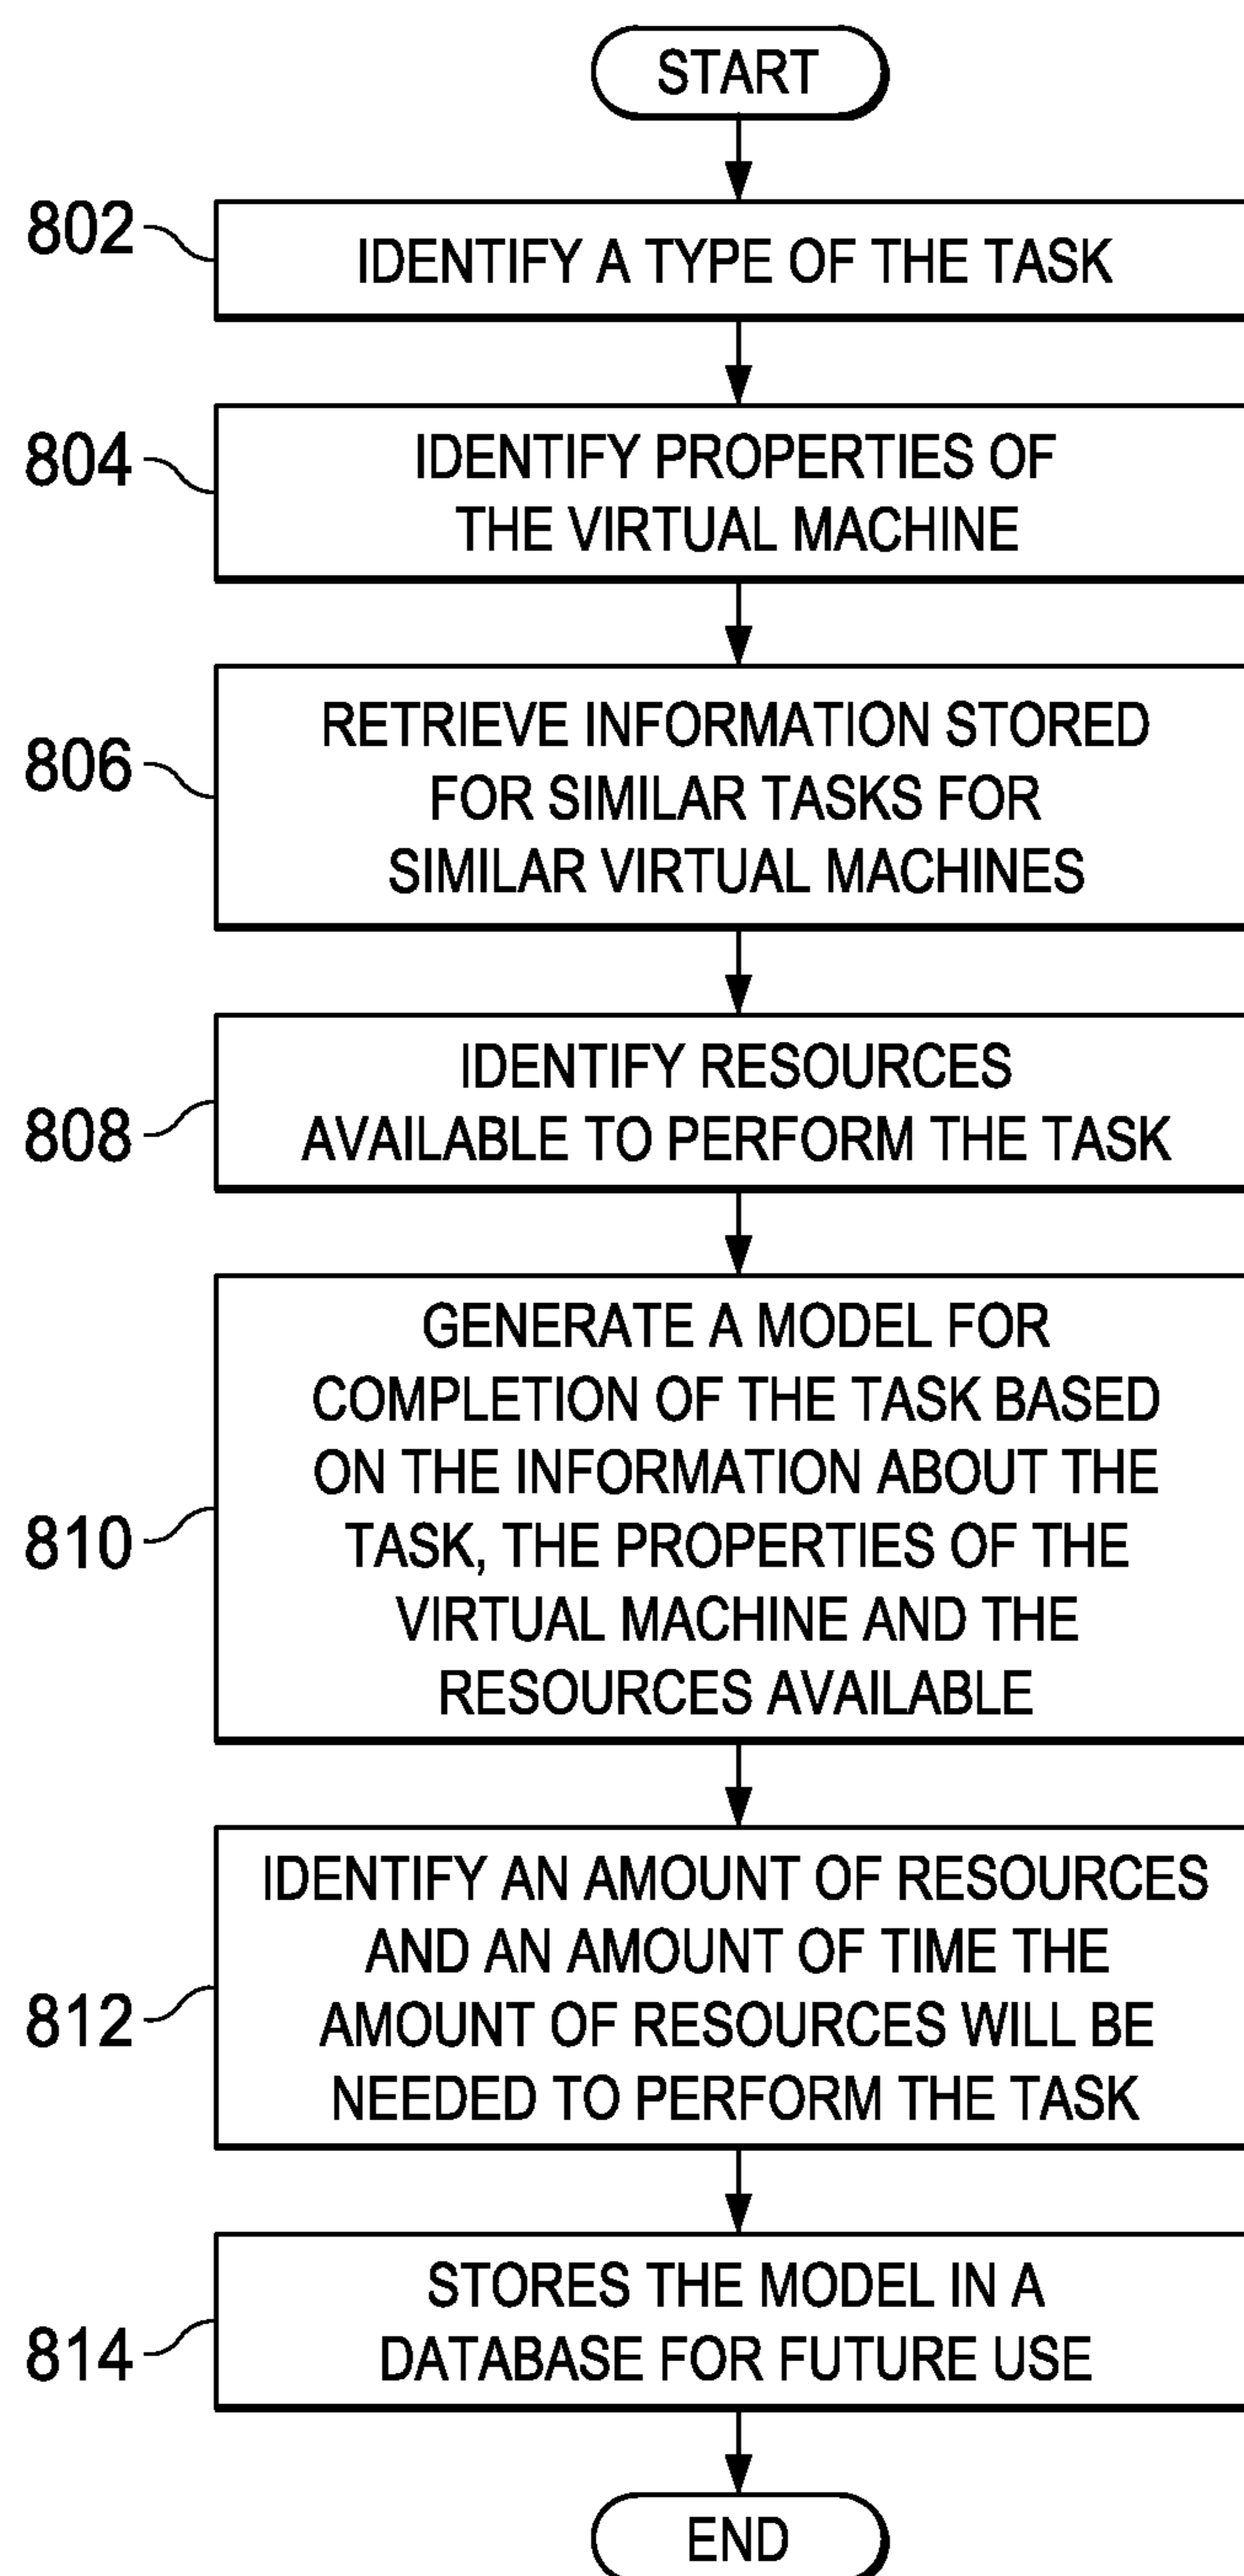 START
802
IDENTIFY A TYPE OF THE TASK
804
IDENTIFY PROPERTIES OF
THE VIRTUAL MACHINE
806
RETRIEVE INFORMATION STORED
FOR SIMILAR TASKS FOR
SIMILAR VIRTUAL MACHINES
808
IDENTIFY RESOURCES
AVAILABLE TO PERFORM THE TASK
810
GENERATE A MODEL FOR
COMPLETION OF THE TASK BASED
ON THE INFORMATION ABOUT THE
TASK, THE PROPERTIES OF THE
VIRTUAL MACHINE AND THE
RESOURCES AVAILABLE
812
IDENTIFY AN AMOUNT OF RESOURCES
AND AN AMOUNT OF TIME THE
AMOUNT OF RESOURCES WILL BE
NEEDED TO PERFORM THE TASK
814
STORES THE MODEL IN A
DATABASE FOR FUTURE USE
END